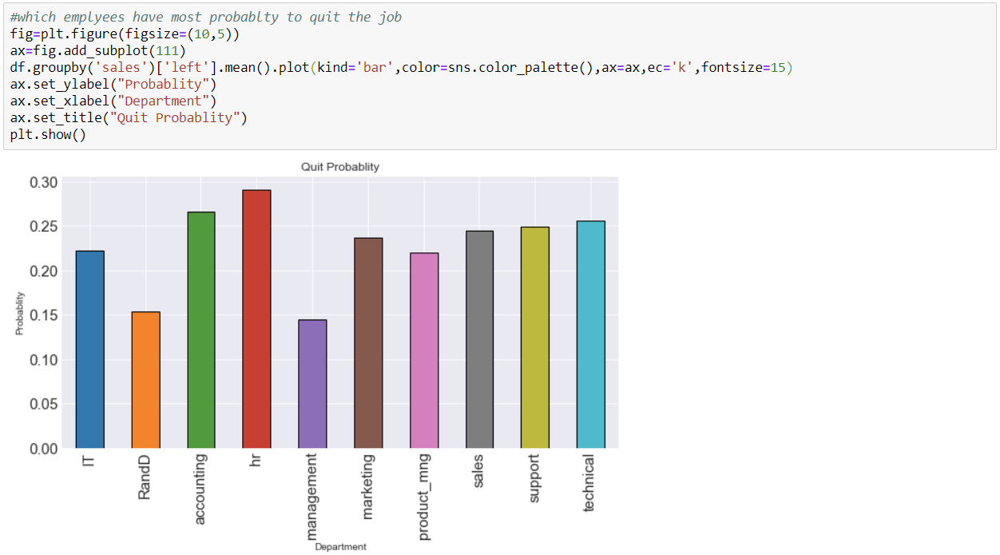 #which emplyees have most probablty to quit the job
fig=plt.figure(figsize=(10,5))
ax=fig.add_subplot(111)
df.groupby('sales')['left'].mean().plot(kind='bar',color=sns.color_palette(),ax=ax,ec='k',fontsize=15)
ax.set_ylabel("Probablity")
ax.set_xlabel("Department")
ax.set_title("Quit Probablity")
plt.show()
Quit Probablity
0.30
0.25
0.20
0.15
0.10
0.05
0.00
Probablity
IT
RandD
accounting
hr
management
marketing
product_mng
sales
support
technical
Department